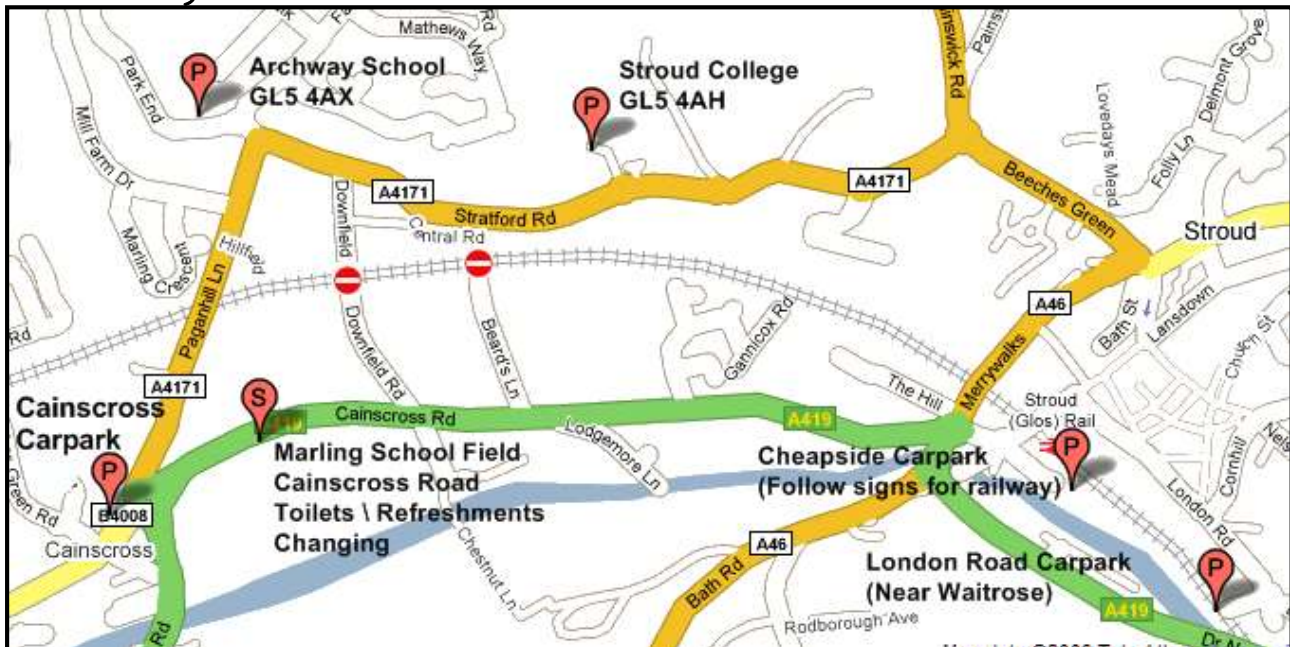 Mathews Way
Rd
Park End
Archway School
GL5 4AX
Stroud College
GL5 4AH
Mill Farm Dr
Marling
Crescent
Hillfield
A4171
Downfield
Central Rd
Stratford Rd
A4171
Beeches Green
Lovedays Mead
Folly Ln
Delmont Grove
Stroud
Paganhill Ln
Rd
A4171
Downfield Rd
Beard's Ln
Gannicox Rd
A46
Bath St
Lansdown
Church St
Merrywalks
The Hill
Stroud
(Glos) Rail
P
P
S
P
P
P
Cainscross
Carpark
Cainscross Rd
A419
Lodgemore Ln
Marling School Field
Cainscross Road
Toilets \ Refreshments
Changing
Cheapside Carpark
(Follow signs for railway)
Cornhill
London Rd
Green Rd
B4008
Cainscross
Chestnut Ln
A46
Bath Rd
London Road Carpark
(Near Waitrose)
A419
Rodborough Ave
Rd